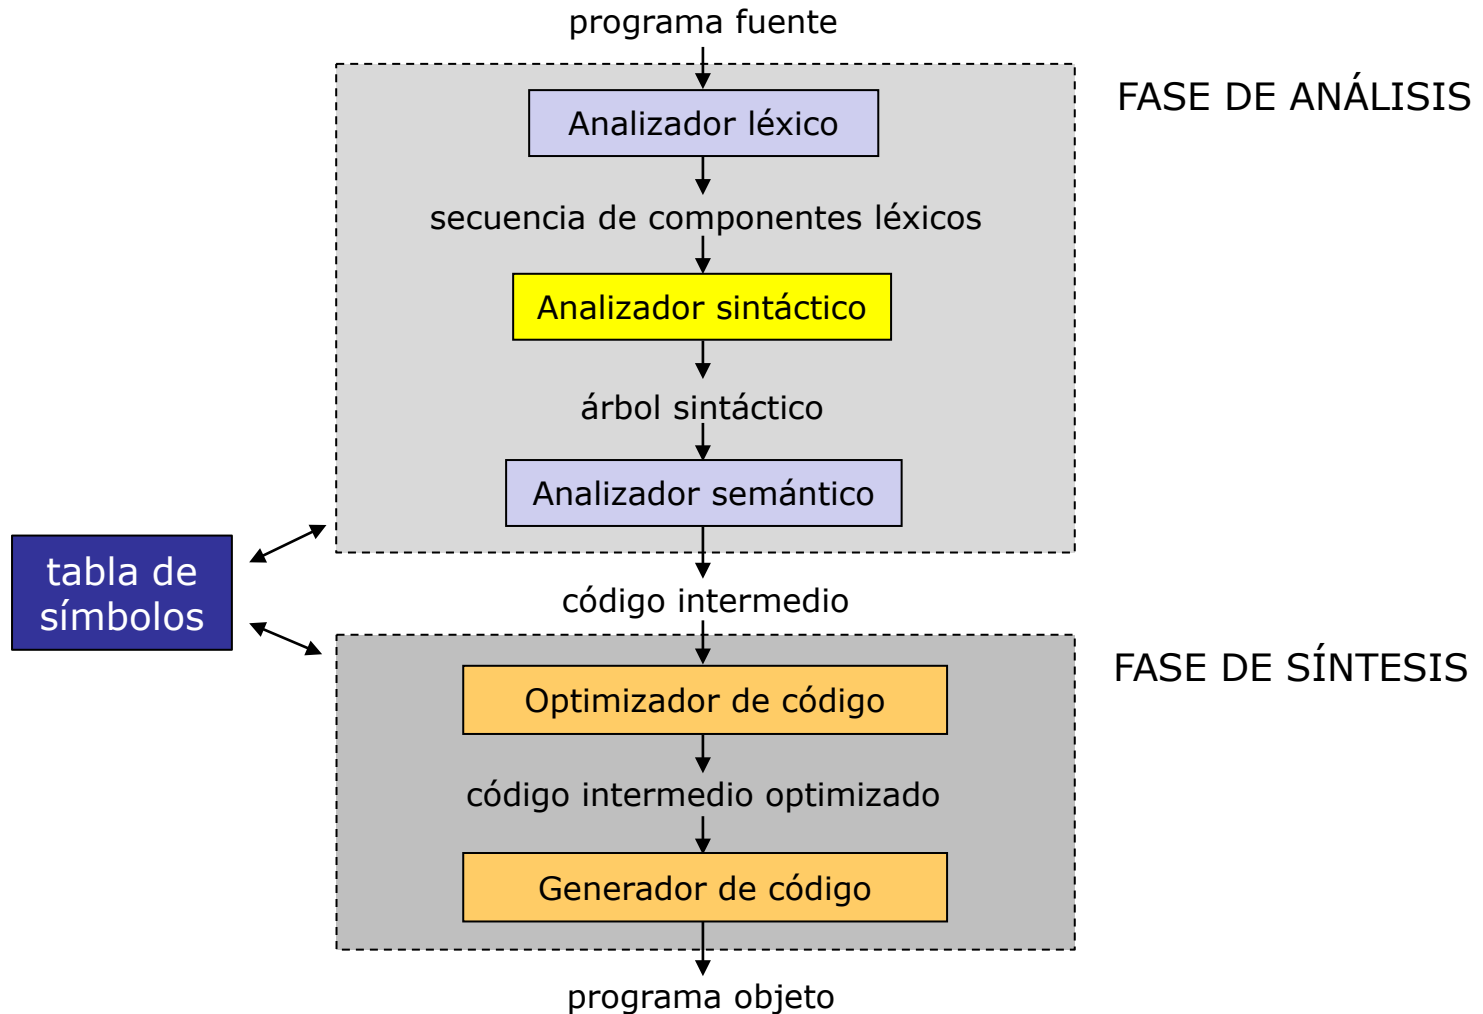 programa fuente
FASE DE ANÁLISIS
Analizador léxico
secuencia de componentes léxicos
Analizador sintáctico
árbol sintáctico
Analizador semántico
tabla de
símbolos
código intermedio
FASE DE SÍNTESIS
Optimizador de código
código intermedio optimizado
Generador de código
programa objeto